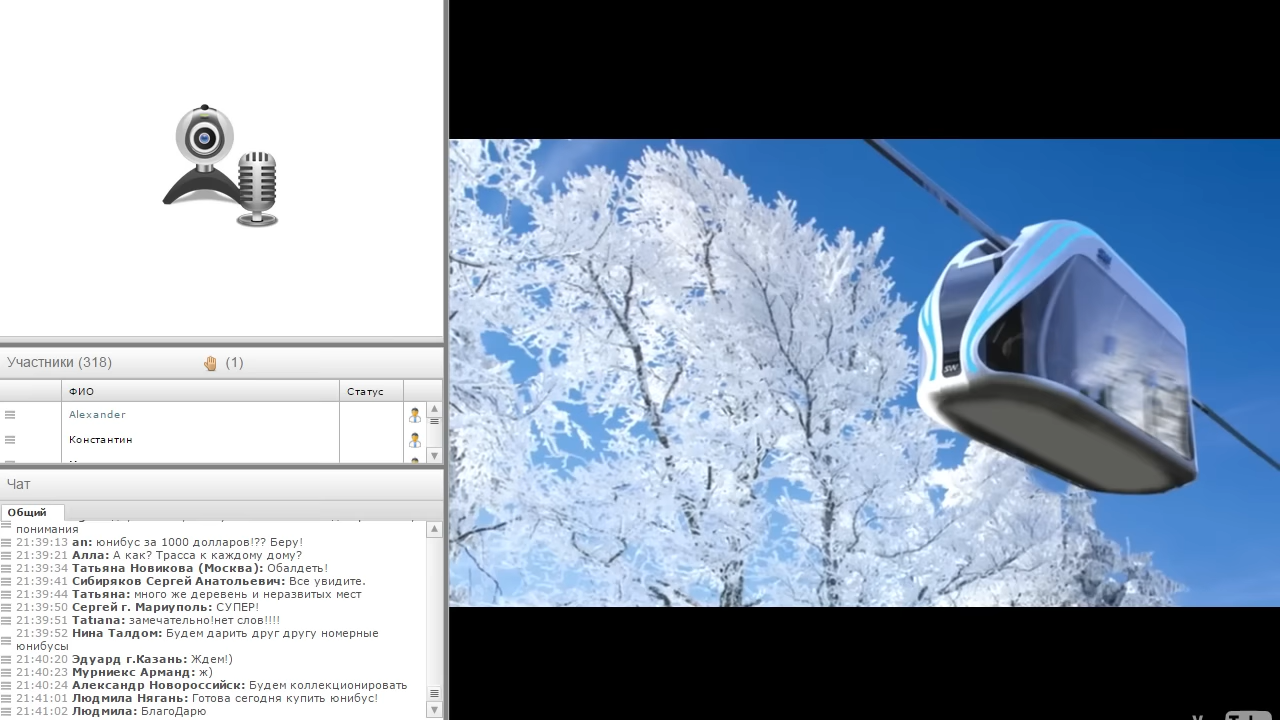 Участники (318)
(1)
ФИО
Статус
Alexander
Константин
Чат
Общий
понимания
21:39:13 an: юнибус за 1000 долларов!?? Беру!
21:39:21 Алла: А как? Трасса к каждому дому?
21:39:34 Татьяна Новикова (Москва): Обалдеть!
21:39:41 Сибиряков Сергей Анатольевич: Все увидите.
21:39:44 Татьяна: много же деревень и неразвитых мест
21:39:50 Сергей г. Мариуполь: СУПЕР!
21:39:51 Tatiana: замечательно!нет слов!!!!
21:39:52 Нина Талдом: Будем дарить друг другу номерные
юнибусы
21:40:20 Эдуард г.Казань: Ждем!)
21:40:23 Мурниекс Арманд: ж)
21:40:24 Александр Новороссийск: Будем коллекционировать
21:41:01 Людмила Нягань: Готова сегодня купить юнибус!
21:41:02 Людмила: БлагоДарю
SW